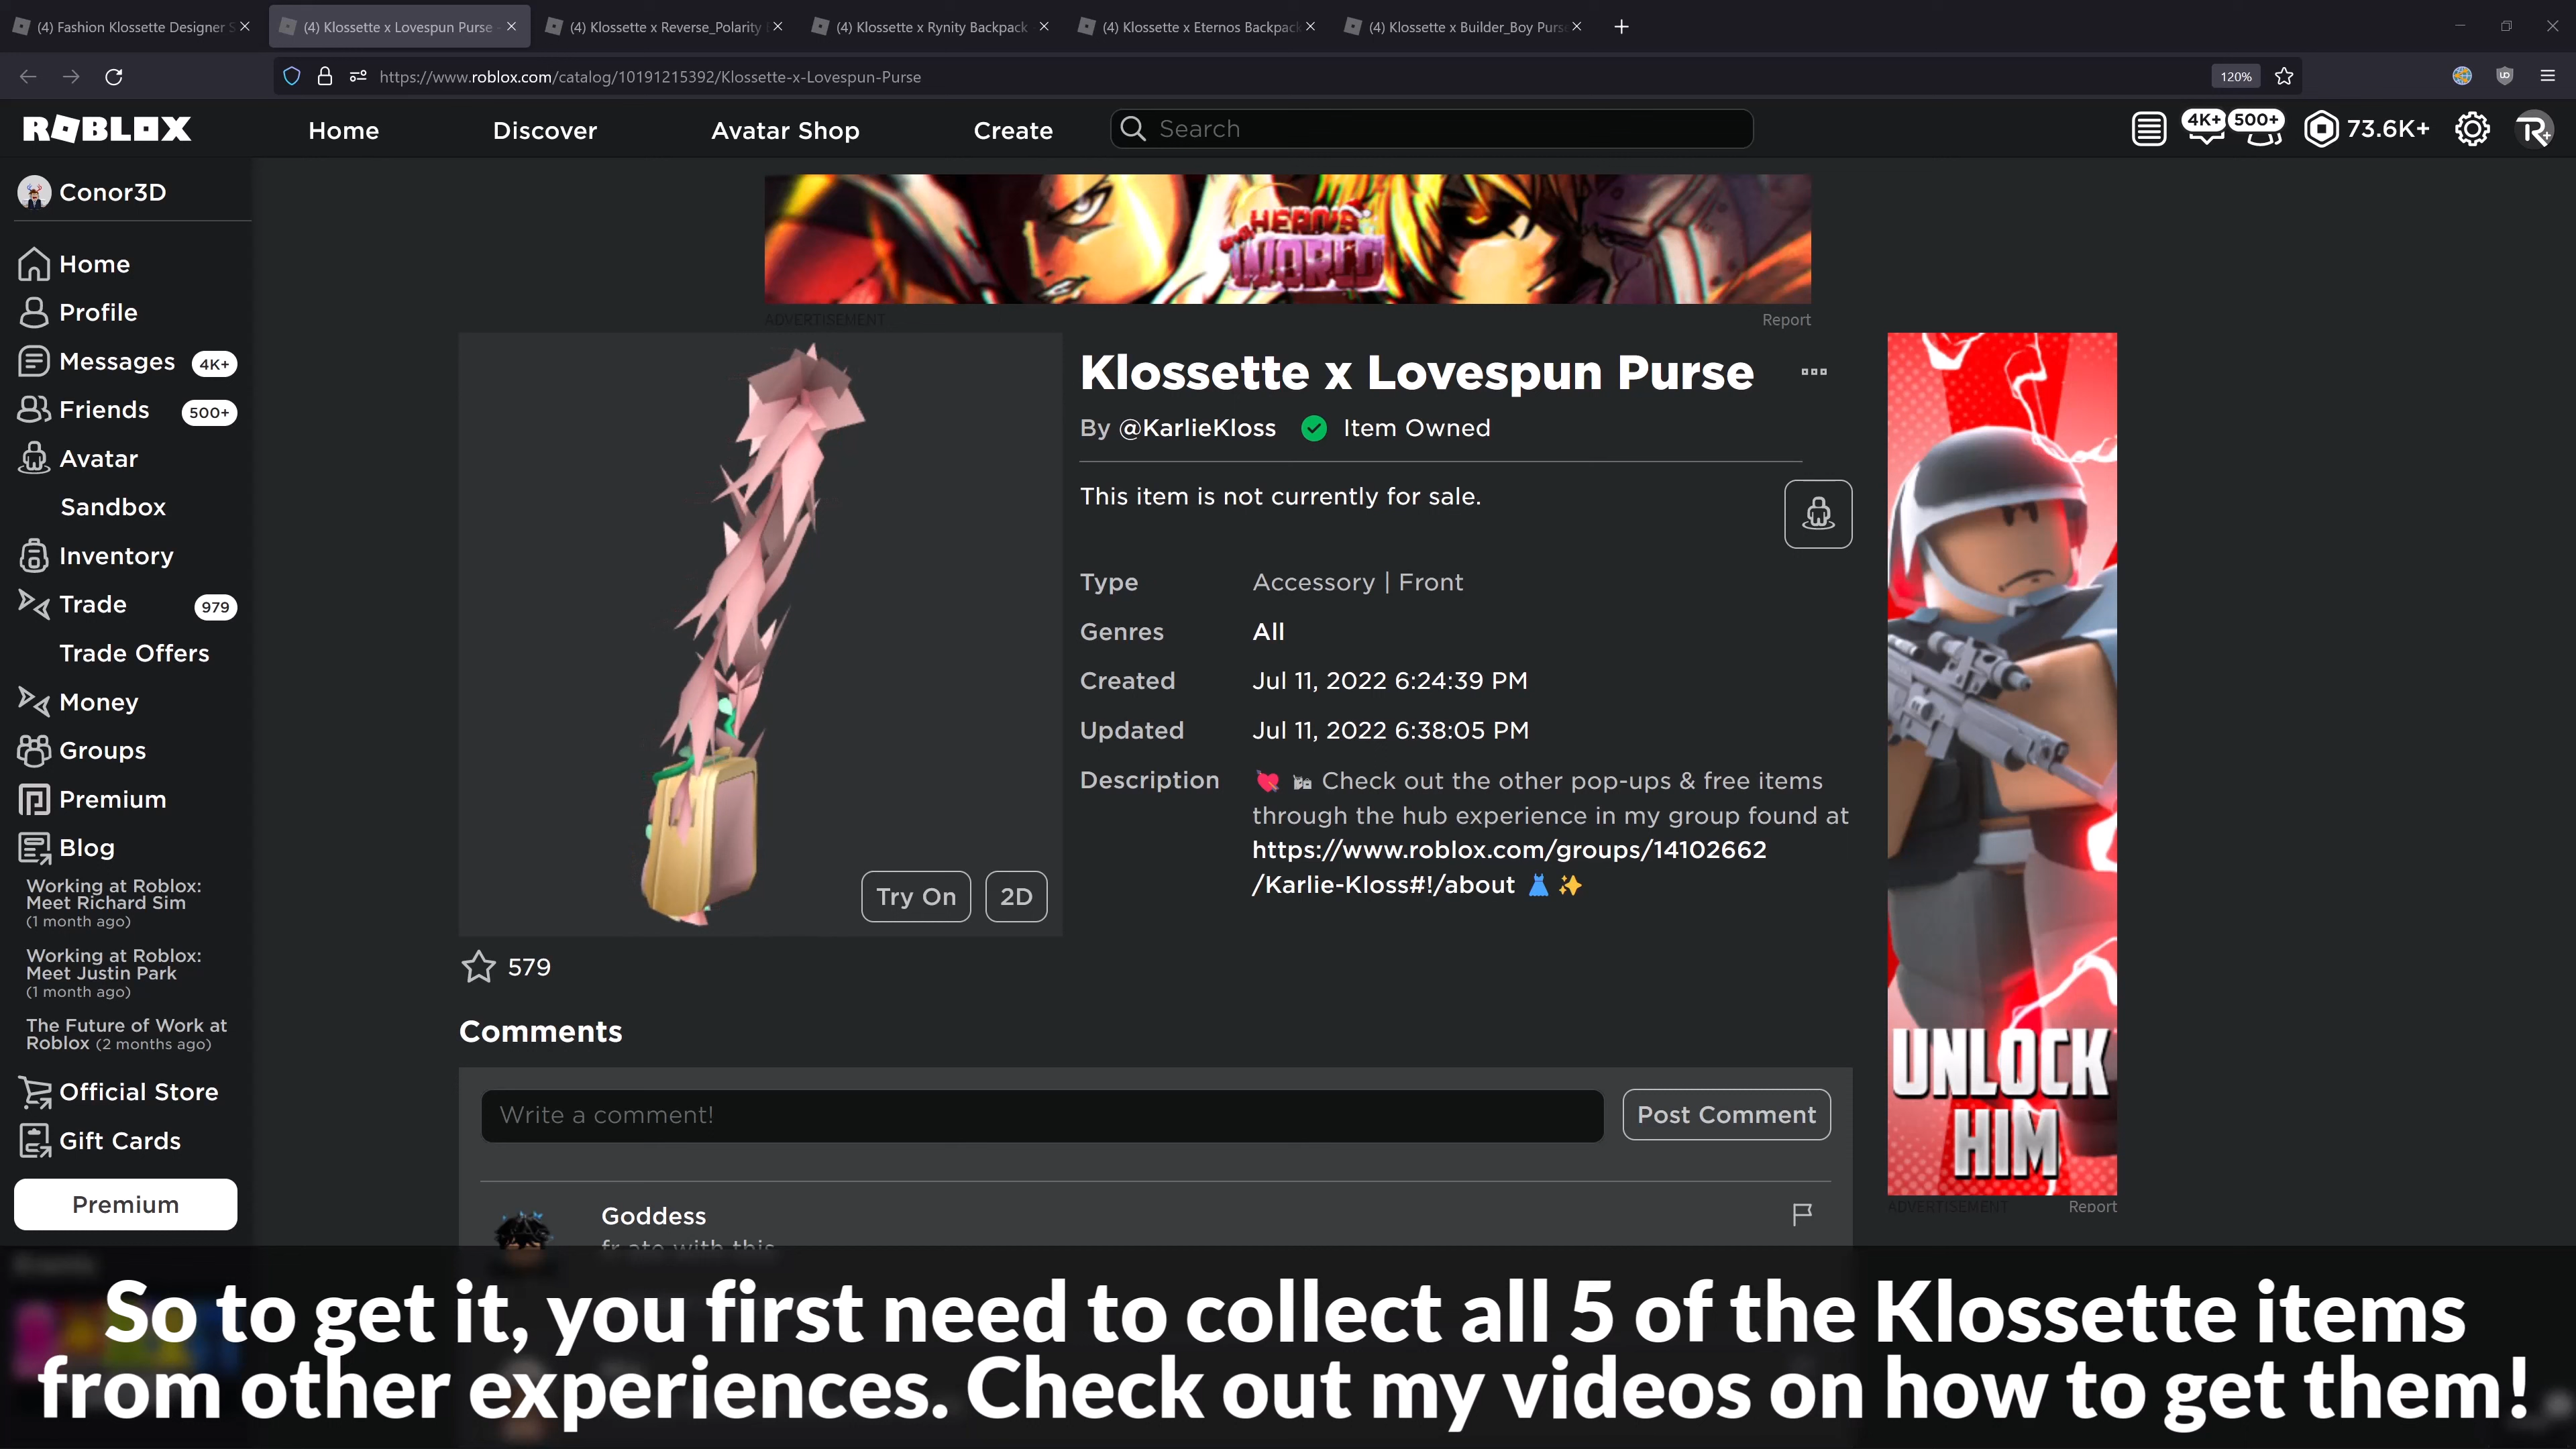 (4) Fashion Klossette Designer S
(4) Klossette x Lovespun Purse
(4) Klossette x Reverse_Polarity
(4) Klossette x Rynity Backpack
(4) Klossette x Eternos Backpack
(4) Klossette x Builder_Boy Purse
https://www.roblox.com/catalog/10191215392/Klossette-x-Lovespun-Purse
120%
ROBLOX
Home
Discover
Avatar Shop
Create
Search
4K+
500+
73.6K+
Conor3D
Home
Profile
Messages 4K+
Friends 500+
Avatar
Sandbox
Inventory
Trade 979
Trade Offers
Money
Groups
Premium
Blog
Working at Roblox:
Meet Richard Sim
(1 month ago)
Working at Roblox:
Meet Justin Park
(1 month ago)
The Future of Work at
Roblox (2 months ago)
Official Store
Gift Cards
Premium
HERO'S
WORLD
ADVERTISEMENT
Report
Try On
2D
579
Klossette x Lovespun Purse
By @KarlieKloss Item Owned
This item is not currently for sale.
Type Accessory | Front
Genres All
Created Jul 11, 2022 6:24:39 PM
Updated Jul 11, 2022 6:38:05 PM
Description 💘 🛍 Check out the other pop-ups & free items
through the hub experience in my group found at
https://www.roblox.com/groups/14102662
/Karlie-Kloss#!/about 👗 ✨
UNLOCK
HIM
ADVERTISEMENT
Report
Comments
Write a comment!
Post Comment
Goddess
fr ate with this
So to get it, you first need to collect all 5 of the Klossette items
from other experiences. Check out my videos on how to get them!